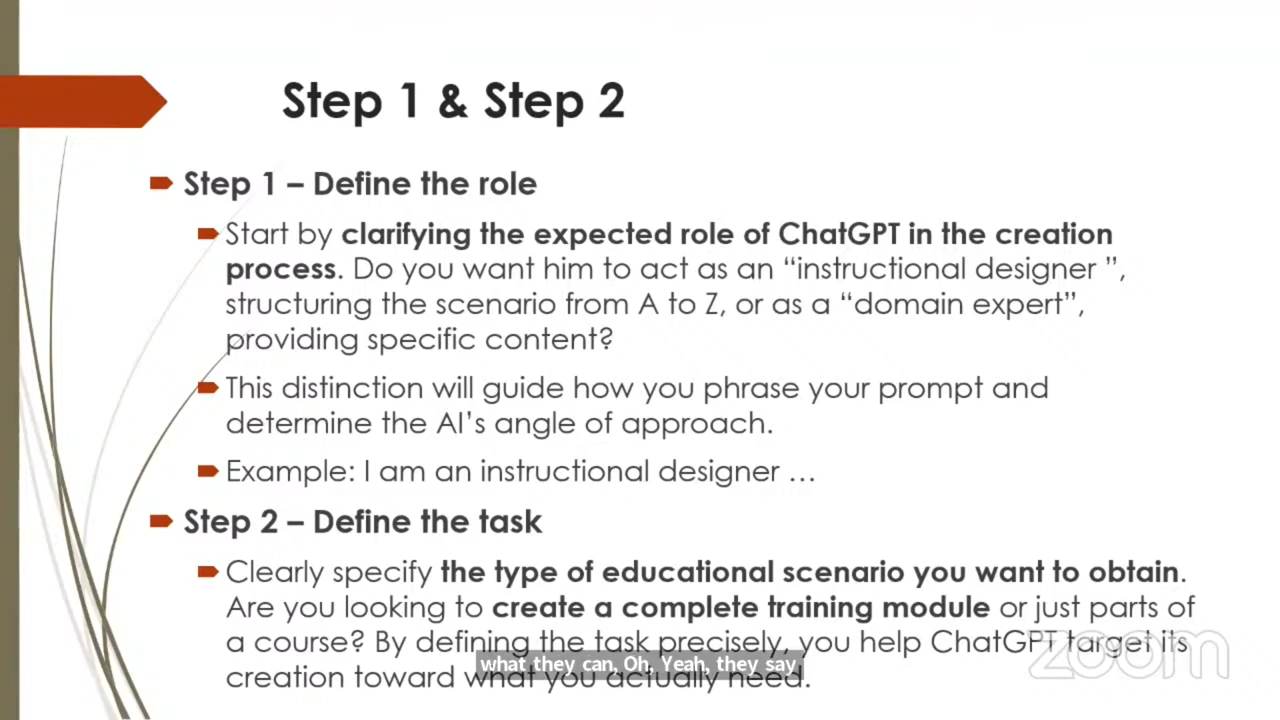 Step 1 & Step 2
Step 1 – Define the role
Start by clarifying the expected role of ChatGPT in the creation
process. Do you want him to act as an “instructional designer ”,
structuring the scenario from A to Z, or as a “domain expert”,
providing specific content?
This distinction will guide how you phrase your prompt and
determine the AI’s angle of approach.
Example: I am an instructional designer …
Step 2 – Define the task
Clearly specify the type of educational scenario you want to obtain.
Are you looking to create a complete training module or just parts of
a course? By defining the task precisely, you help ChatGPT target its
creation toward what you actually need.
what they can, Oh, Yeah, they say
zoom